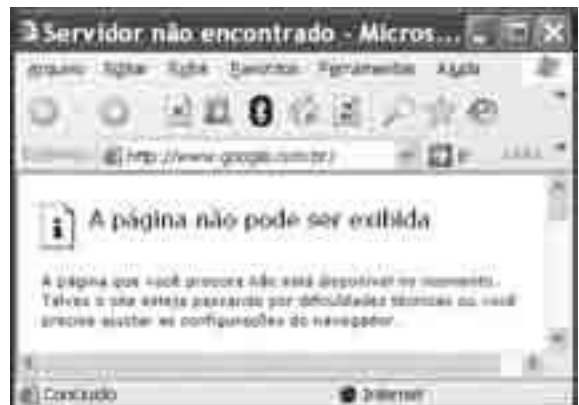 Servidor não encontrado - Micros...
Arquivo Editar Exibir Favoritos Ferramentas Ajuda
http://www.google.com.br/
A página não pode ser exibida
A página que você procura não está disponível no momento.
Talvez o site esteja passando por dificuldades técnicas ou você
precise ajustar as configurações do navegador.
Concluído Internet